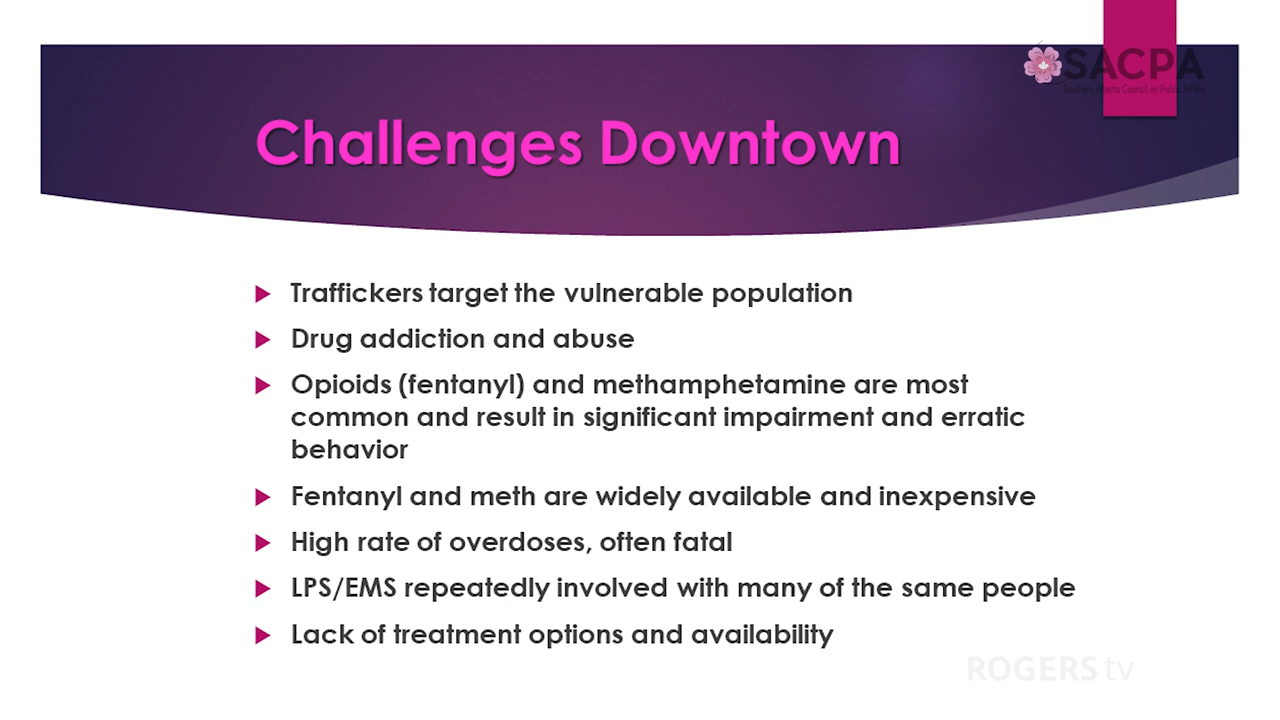 SACPA
Southern Alberta Council on Public Affairs
Challenges Downtown
Traffickers target the vulnerable population
Drug addiction and abuse
Opioids (fentanyl) and methamphetamine are most
common and result in significant impairment and erratic
behavior
Fentanyl and meth are widely available and inexpensive
High rate of overdoses, often fatal
LPS/EMS repeatedly involved with many of the same people
Lack of treatment options and availability
ROGERS tv